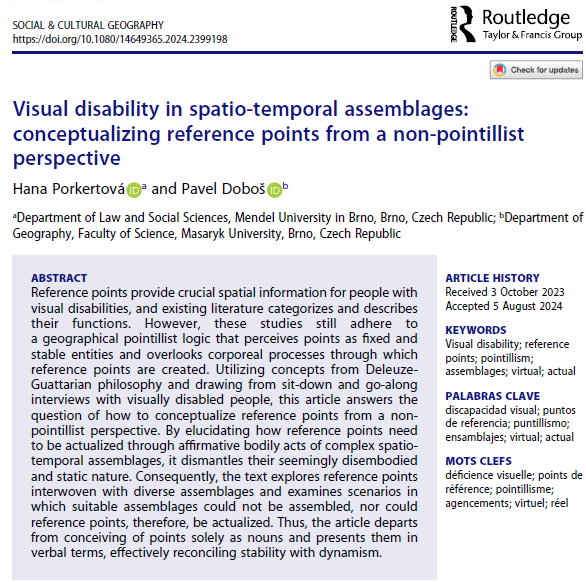 SOCIAL & CULTURAL GEOGRAPHY
https://doi.org/10.1080/14649365.2024.2399198
ROUTLEDGE
Routledge
Taylor & Francis Group
Check for updates
Visual disability in spatio-temporal assemblages:
conceptualizing reference points from a non-pointillist
perspective
Hana Porkertová iD a and Pavel Doboš iD b
aDepartment of Law and Social Sciences, Mendel University in Brno, Brno, Czech Republic; bDepartment of
Geography, Faculty of Science, Masaryk University, Brno, Czech Republic
ABSTRACT
Reference points provide crucial spatial information for people with
visual disabilities, and existing literature categorizes and describes
their functions. However, these studies still adhere to
a geographical pointillist logic that perceives points as fixed and
stable entities and overlooks corporeal processes through which
reference points are created. Utilizing concepts from Deleuze-
Guattarian philosophy and drawing from sit-down and go-along
interviews with visually disabled people, this article answers the
question of how to conceptualize reference points from a non-
pointillist perspective. By elucidating how reference points need
to be actualized through affirmative bodily acts of complex spatio-
temporal assemblages, it dismantles their seemingly disembodied
and static nature. Consequently, the text explores reference points
interwoven with diverse assemblages and examines scenarios in
which suitable assemblages could not be assembled, nor could
reference points, therefore, be actualized. Thus, the article departs
from conceiving of points solely as nouns and presents them in
verbal terms, effectively reconciling stability with dynamism.
ARTICLE HISTORY
Received 3 October 2023
Accepted 5 August 2024
KEYWORDS
Visual disability; reference
points; pointillism;
assemblages; virtual; actual
PALABRAS CLAVE
discapacidad visual; puntos
de referencia; puntillismo;
ensamblajes; virtual; actual
MOTS CLEFS
déficience visuelle; points de
référence; pointillisme;
agencements; virtuel; réel